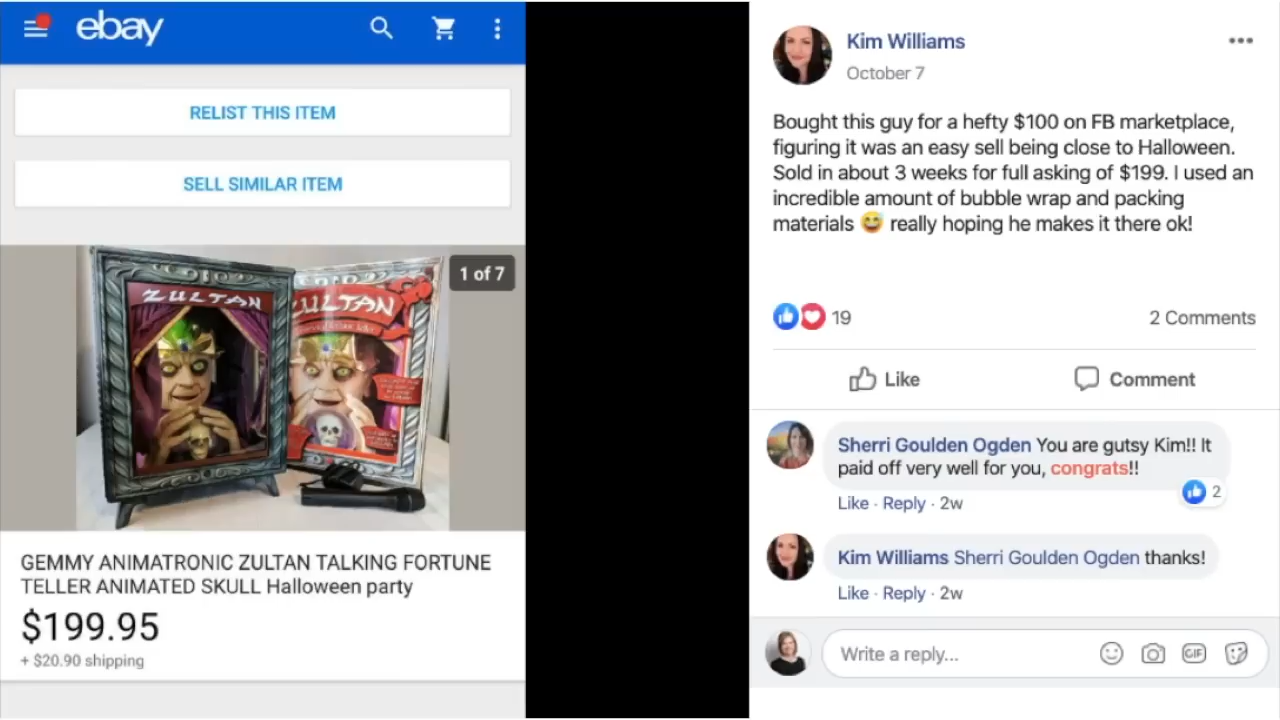 ebay
RELIST THIS ITEM
SELL SIMILAR ITEM
1 of 7
ZULTAN
ZULTAN
GEMMY ANIMATRONIC ZULTAN TALKING FORTUNE
TELLER ANIMATED SKULL Halloween party
$199.95
+ $20.90 shipping
Kim Williams
October 7
Bought this guy for a hefty $100 on FB marketplace,
figuring it was an easy sell being close to Halloween.
Sold in about 3 weeks for full asking of $199. I used an
incredible amount of bubble wrap and packing
materials 😅 really hoping he makes it there ok!
19
2 Comments
Like
Comment
Sherri Goulden Ogden You are gutsy Kim!! It
paid off very well for you, congrats!!
2
Like · Reply · 2w
Kim Williams Sherri Goulden Ogden thanks!
Like · Reply · 2w
Write a reply...
GIF